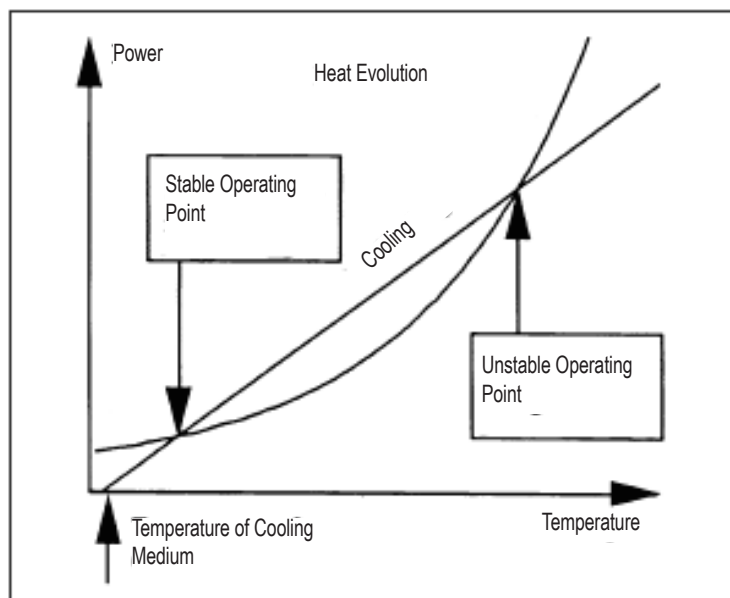 Power
Heat Evolution
Stable Operating
Point
Cooling
Unstable Operating
Point
Temperature of Cooling
Medium
Temperature